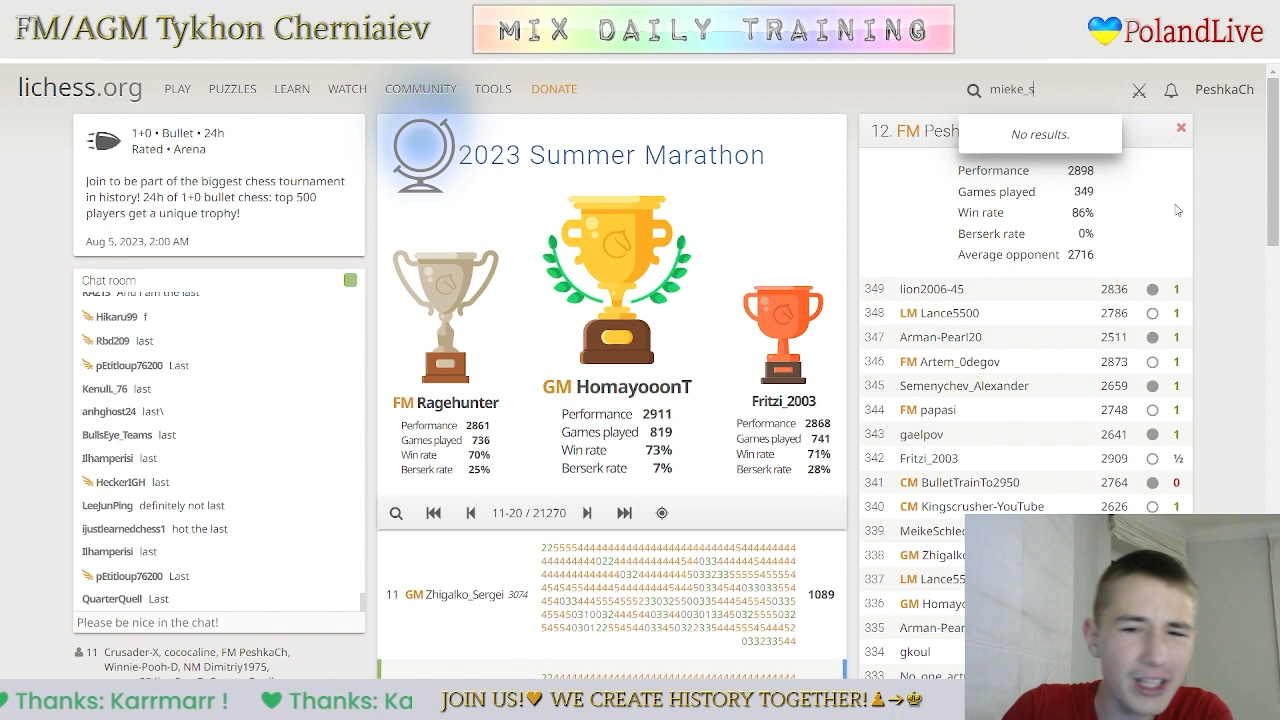 FM/AGM Tykhon Cherniaiev
MIX DAILY TRAINING
PolandLive
lichess.org
PLAY PUZZLES LEARN WATCH COMMUNITY TOOLS DONATE
mieke_s
PeshkaCh
No results.
1+0 • Bullet • 24h
Rated • Arena
Join to be part of the biggest chess tournament
in history! 24h of 1+0 bullet chess: top 500
players get a unique trophy!
Aug 5, 2023, 2:00 AM
Chat room
And I am the last
Hikaru99 f
Rbd209 last
pEtitloup76200 Last
KenulL_76 last
anhghost24 last\
BullsEye_Teams last
Ilhamperisi last
HeckerIGH last
LeeJunPing definitely not last
ijustlearnedchess1 hot the last
Ilhamperisi last
pEtitloup76200 Last
QuarterQuell Last
Please be nice in the chat!
11 Crusader-X, cococaline, FM PeshkaCh,
Winnie-Pooh-D, NM Dimitriy1975,
2023 Summer Marathon
FM Ragehunter
Performance 2861
Games played 736
Win rate 70%
Berserk rate 25%
GM HomayooonT
Performance 2911
Games played 819
Win rate 73%
Berserk rate 7%
Fritzi_2003
Performance 2868
Games played 741
Win rate 71%
Berserk rate 28%
11-20 / 21270
11 GM Zhigalko_Sergei 3074
1089
12. FM Pesh
Performance 2898
Games played 349
Win rate 86%
Berserk rate 0%
Average opponent 2716
349 lion2006-45 2836 1
348 LM Lance5500 2786 1
347 Arman-Pearl20 2511 1
346 FM Artem_0degov 2873 1
345 Semenychev_Alexander 2659 1
344 FM papasi 2748 1
343 gaelpov 2641 1
342 Fritzi_2003 2909 ½
341 CM BulletTrainTo2950 2764 0
340 CM Kingscrusher-YouTube 2626 1
339 MeikeSchle
338 GM Zhigalk
337 LM Lance55
336 GM Homayo
335 Arman-Pear
334 gkoul
333 No_one_act
Thanks: Karrmarr ! Thanks: Ka
JOIN US! WE CREATE HISTORY TOGETHER!